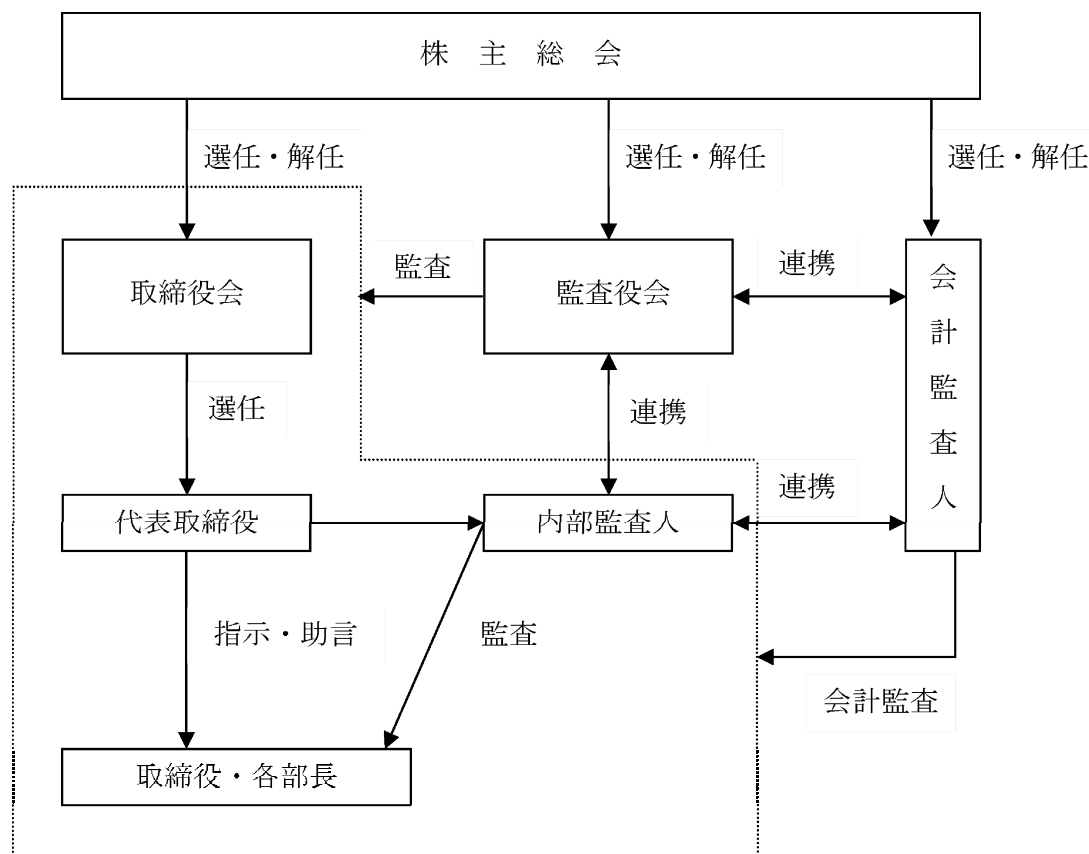 株 主 総 会
選任・解任
選任・解任
選任・解任
取締役会
監査
監査役会
連携
会計監査人
選任
連携
代表取締役
内部監査人
連携
指示・助言
監査
会計監査
取締役・各部長